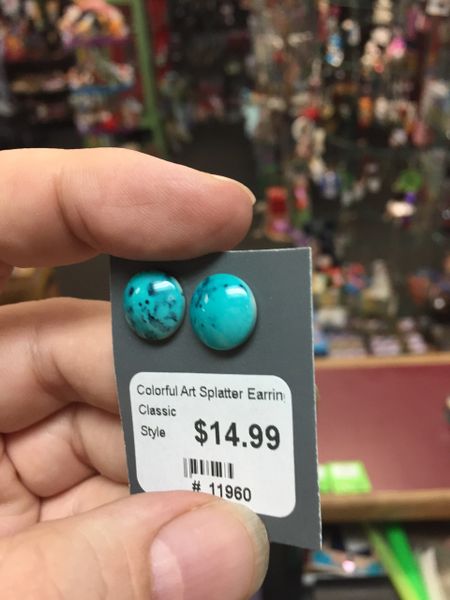 Colorful Art Splatter Earrin
Classic
Style $14.99
# 11960